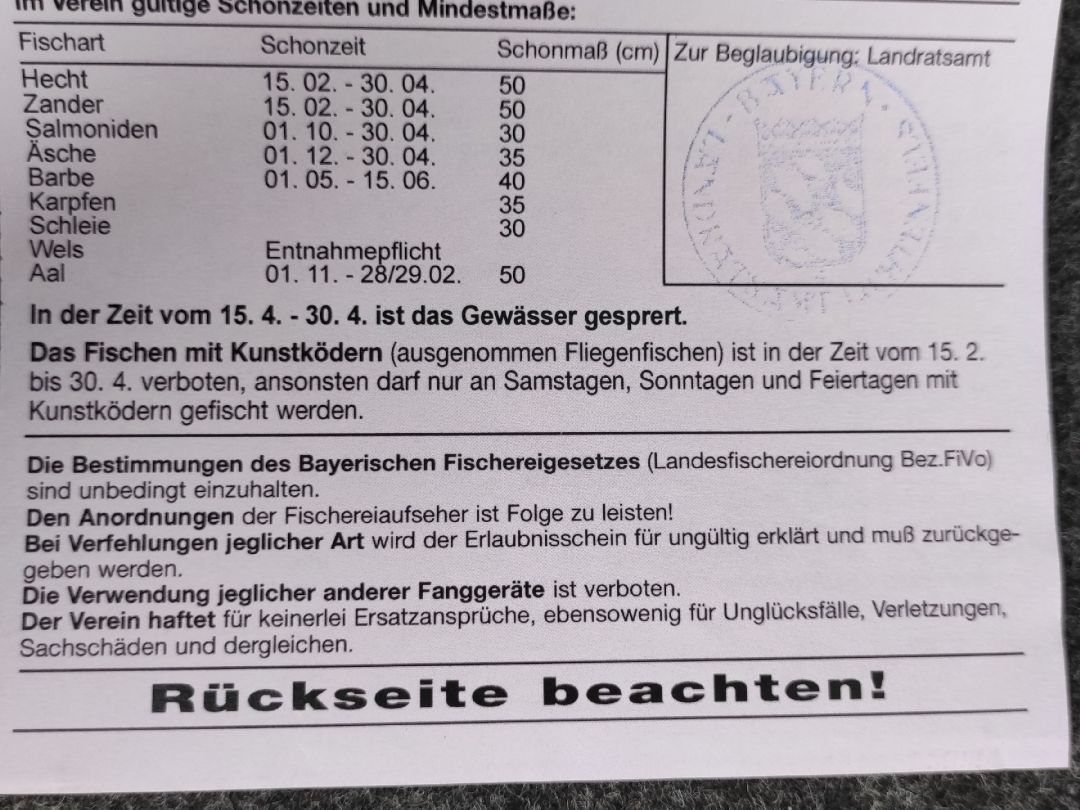 Im Verein gültige Schonzeiten und Mindestmaße:
Fischart Schonzeit Schonmaß (cm) Zur Beglaubigung: Landratsamt
Hecht 15. 02. - 30. 04. 50
Zander 15. 02. - 30. 04. 50
Salmoniden 01. 10. - 30. 04. 30
Äsche 01. 12. - 30. 04. 35
Barbe 01. 05. - 15. 06. 40
Karpfen 35
Schleie 30
Wels Entnahmepflicht
Aal 01. 11. - 28/29.02. 50
BAYERN
In der Zeit vom 15. 4. - 30. 4. ist das Gewässer gesprert.
Das Fischen mit Kunstködern (ausgenommen Fliegenfischen) ist in der Zeit vom 15. 2.
bis 30. 4. verboten, ansonsten darf nur an Samstagen, Sonntagen und Feiertagen mit
Kunstködern gefischt werden.
Die Bestimmungen des Bayerischen Fischereigesetzes (Landesfischereiordnung Bez.FiVo)
sind unbedingt einzuhalten.
Den Anordnungen der Fischereiaufseher ist Folge zu leisten!
Bei Verfehlungen jeglicher Art wird der Erlaubnisschein für ungültig erklärt und muß zurückge-
geben werden.
Die Verwendung jeglicher anderer Fanggeräte ist verboten.
Der Verein haftet für keinerlei Ersatzansprüche, ebensowenig für Unglücksfälle, Verletzungen,
Sachschäden und dergleichen.
Rückseite beachten!